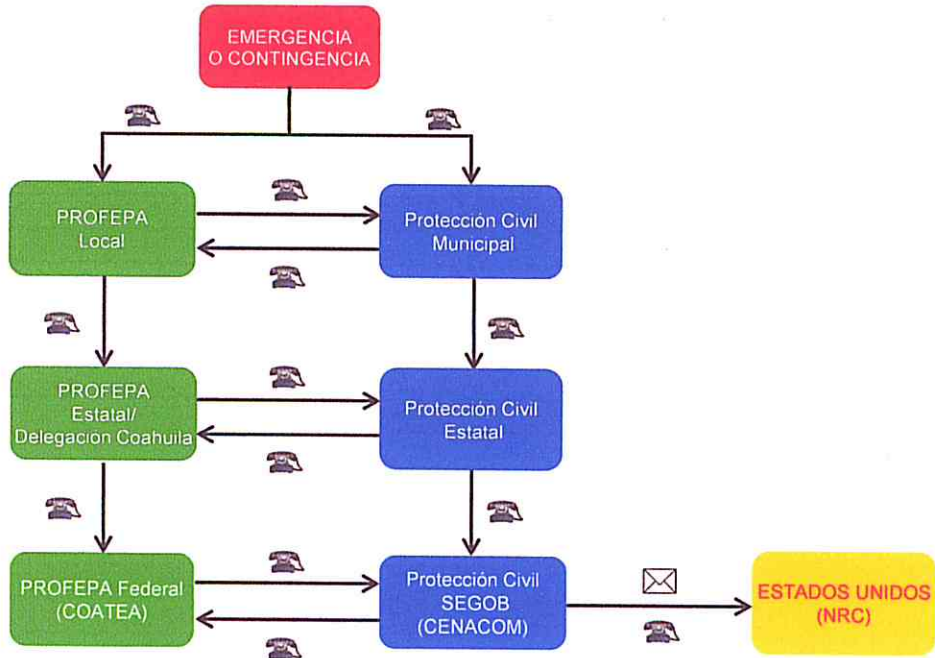 EMERGENCIA
O CONTINGENCIA
PROFEPA
Local
Protección Civil
Municipal
PROFEPA
Estatal/
Delegación Coahuila
Protección Civil
Estatal
PROFEPA Federal
(COATEA)
Protección Civil
SEGOB
(CENACOM)
ESTADOS UNIDOS
(NRC)